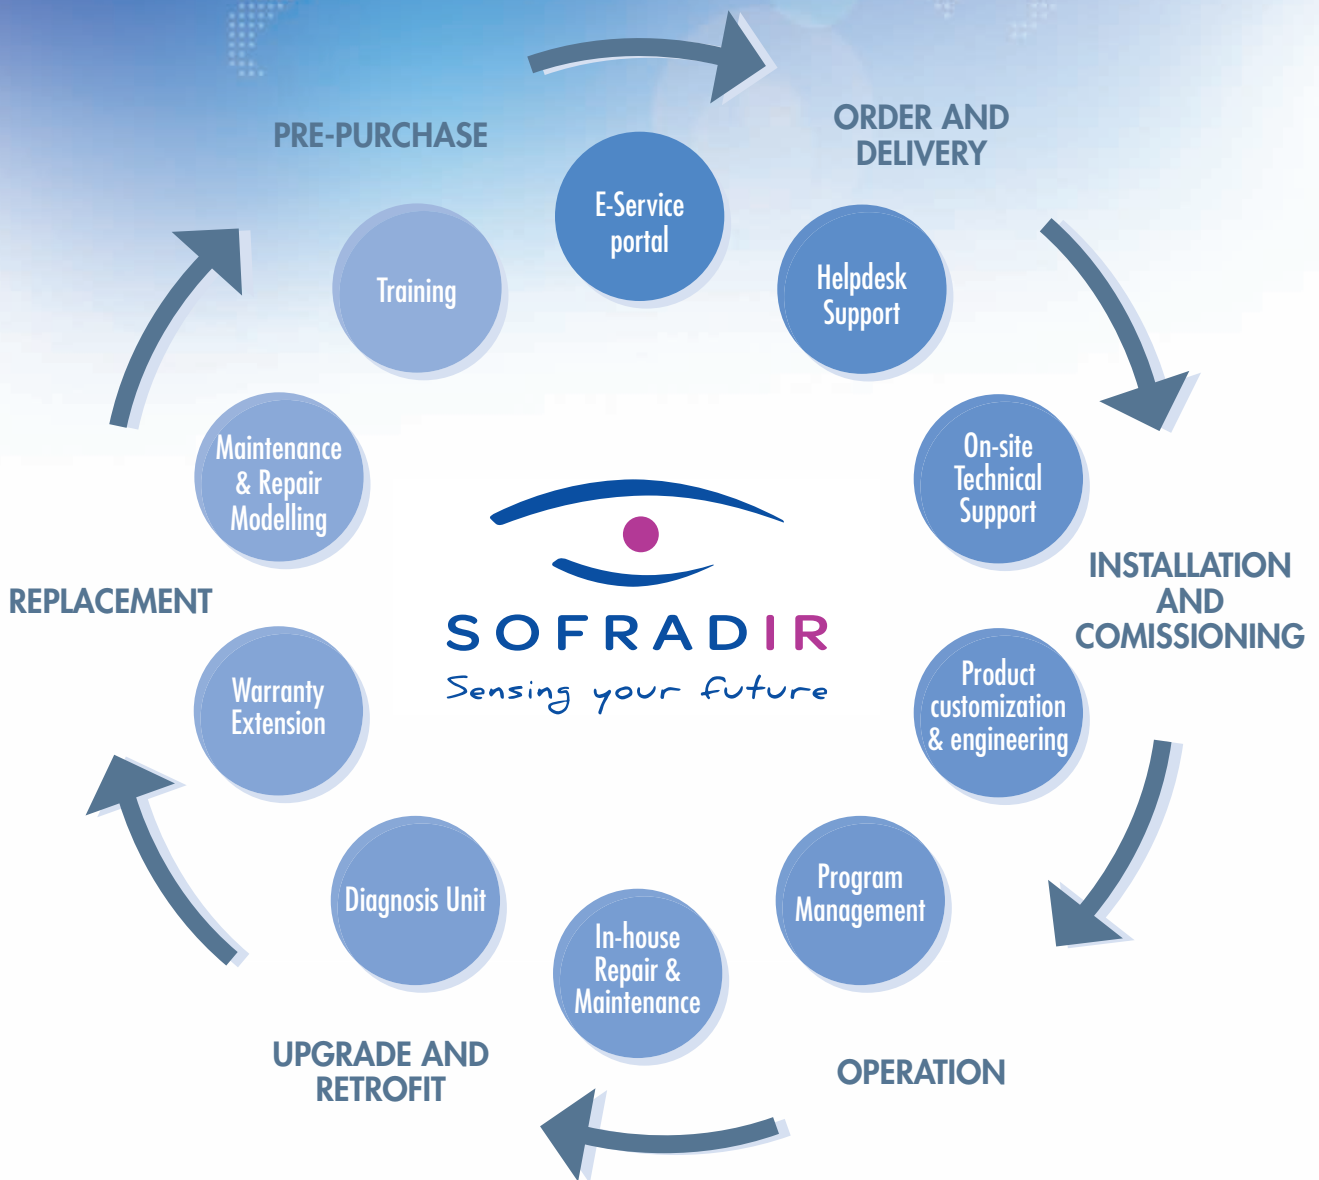 PRE-PURCHASE
ORDER AND
DELIVERY
E-Service
portal
Training
Helpdesk
Support
Maintenance
& Repair
Modelling
On-site
Technical
Support
REPLACEMENT
INSTALLATION
AND
COMISSIONING
SOFRADIR
Sensing your future
Warranty
Extension
Product
customization
& engineering
Diagnosis Unit
Program
Management
In-house
Repair &
Maintenance
UPGRADE AND
RETROFIT
OPERATION